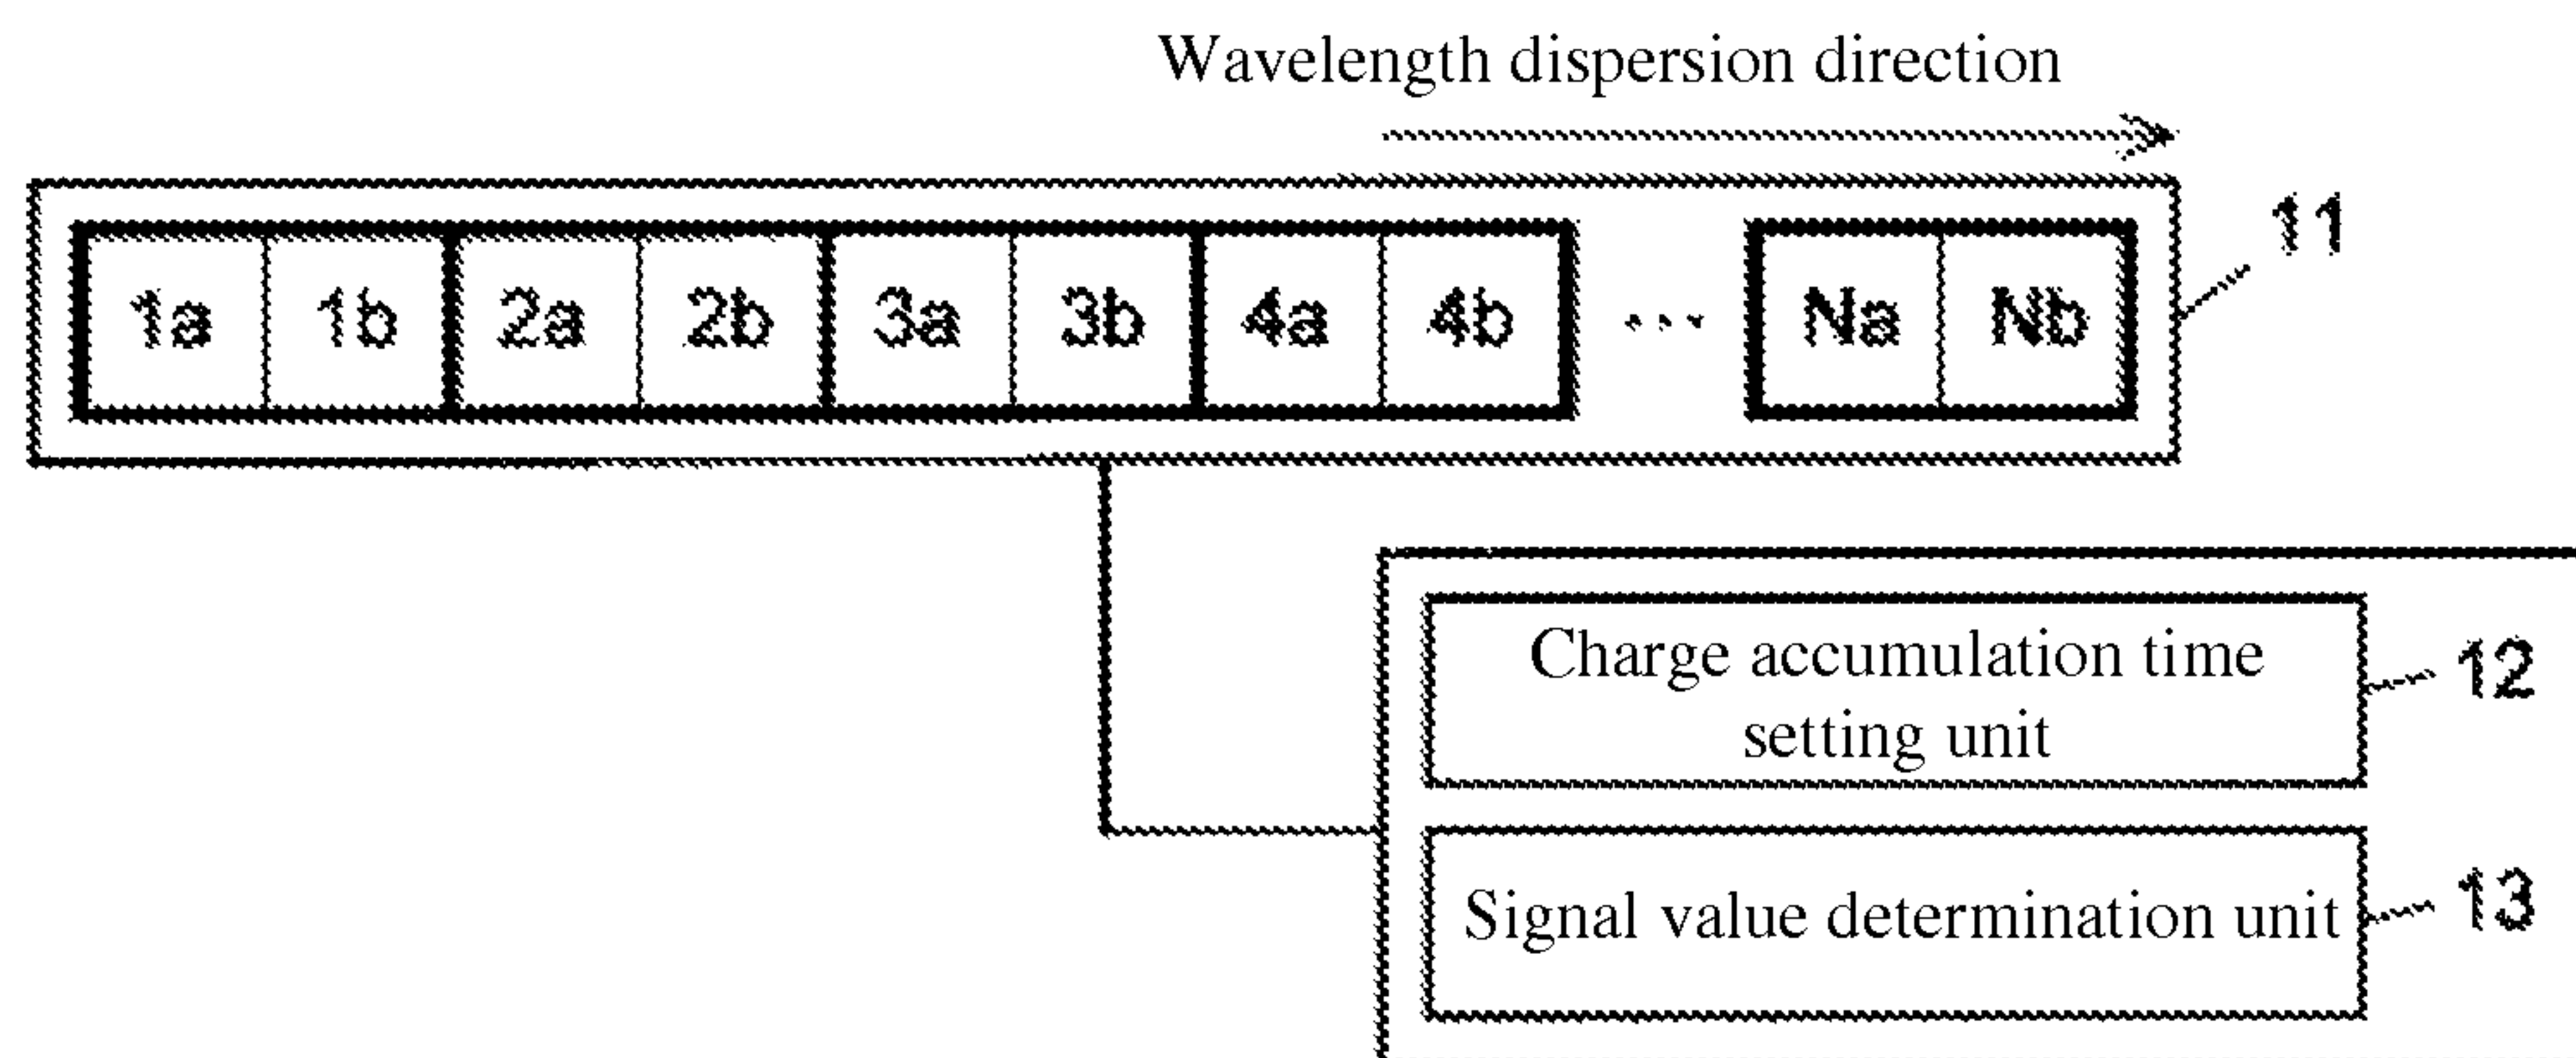 Wavelength dispersion direction
11
1a 1b 2a 2b 3a 3b 4a 4b ... Na Nb
Charge accumulation time
setting unit
12
Signal value determination unit
13